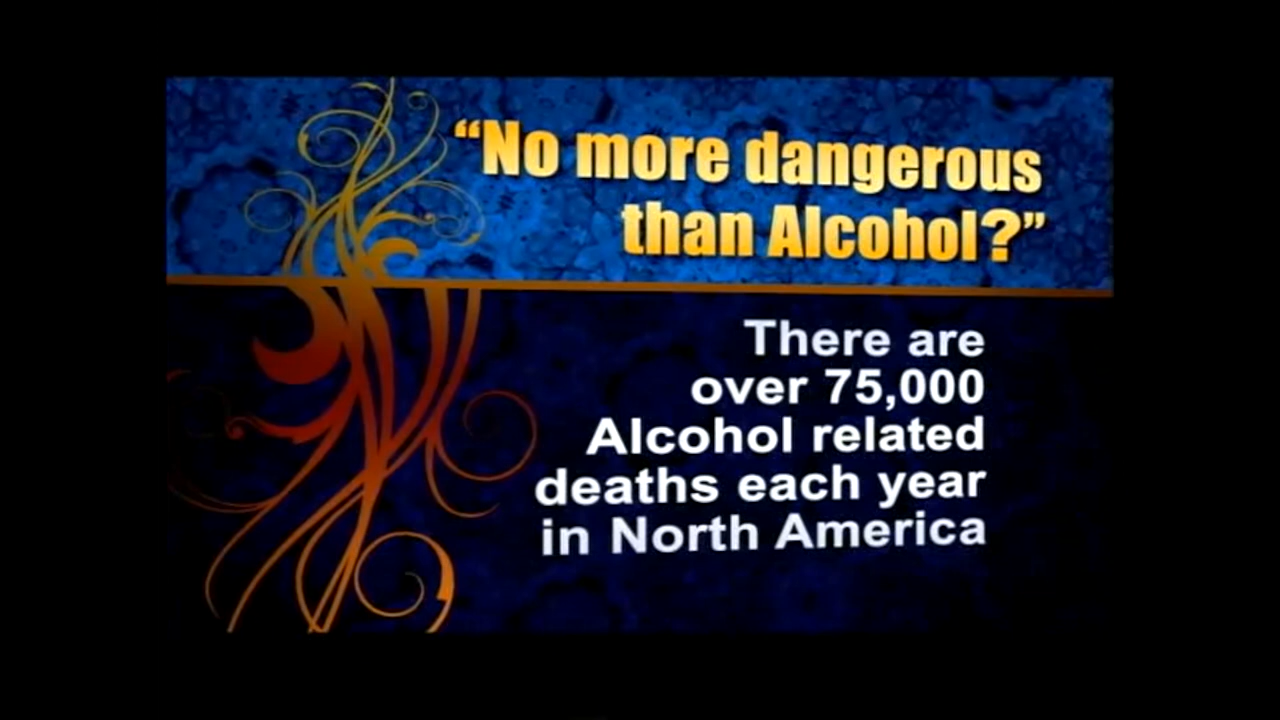 “No more dangerous
than Alcohol?”
There are
over 75,000
Alcohol related
deaths each year
in North America